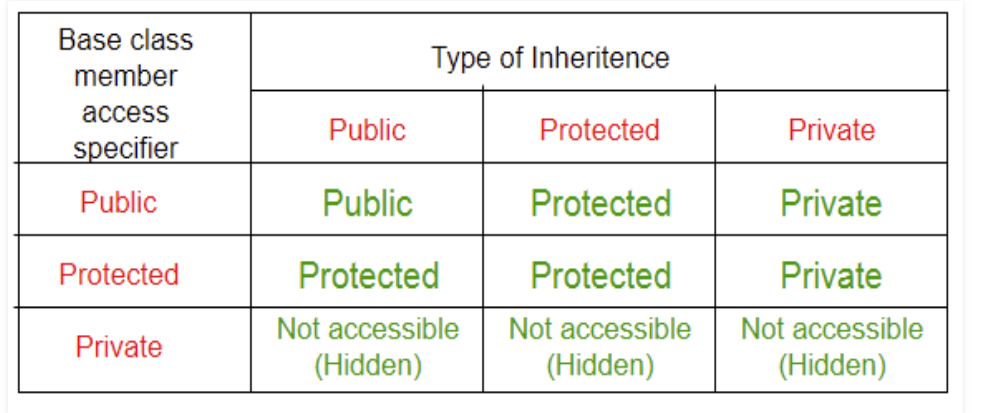 Base class
member
access
specifier
Type of Inheritence
Public
Protected
Private
Public
Public
Protected
Private
Protected
Protected
Protected
Private
Private
Not accessible
(Hidden)
Not accessible
(Hidden)
Not accessible
(Hidden)